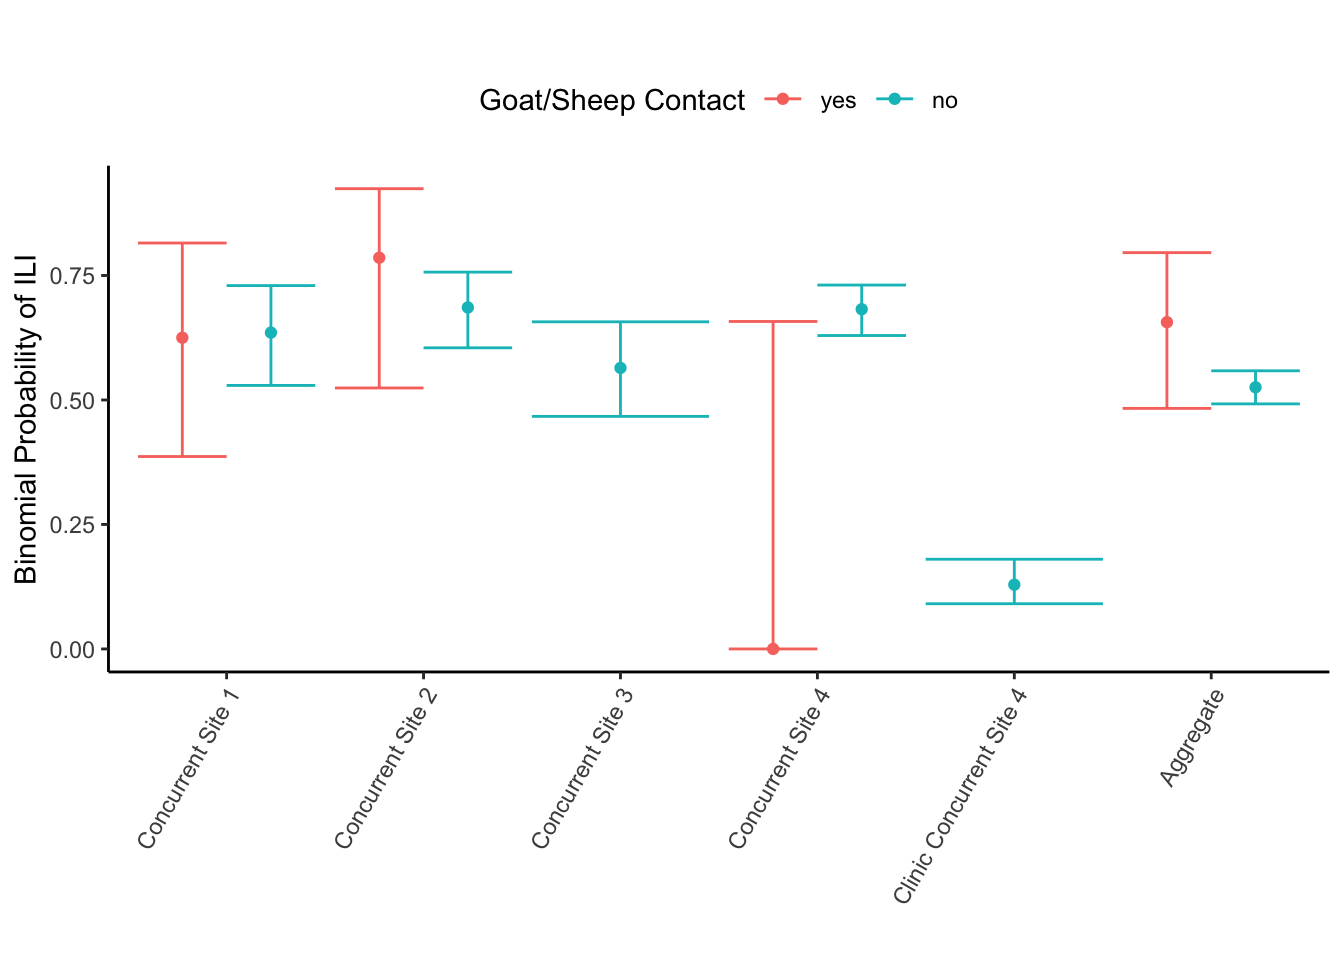 Goat/Sheep Contact yes no
Binomial Probability of ILI
0.75
0.50
0.25
0.00
Concurrent Site 1
Concurrent Site 2
Concurrent Site 3
Concurrent Site 4
Clinic Concurrent Site 4
Aggregate